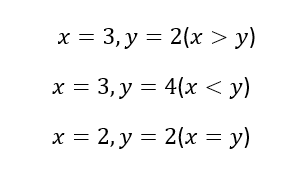 x = 3, y = 2(x > y)
x = 3, y = 4(x < y)
x = 2, y = 2(x = y)